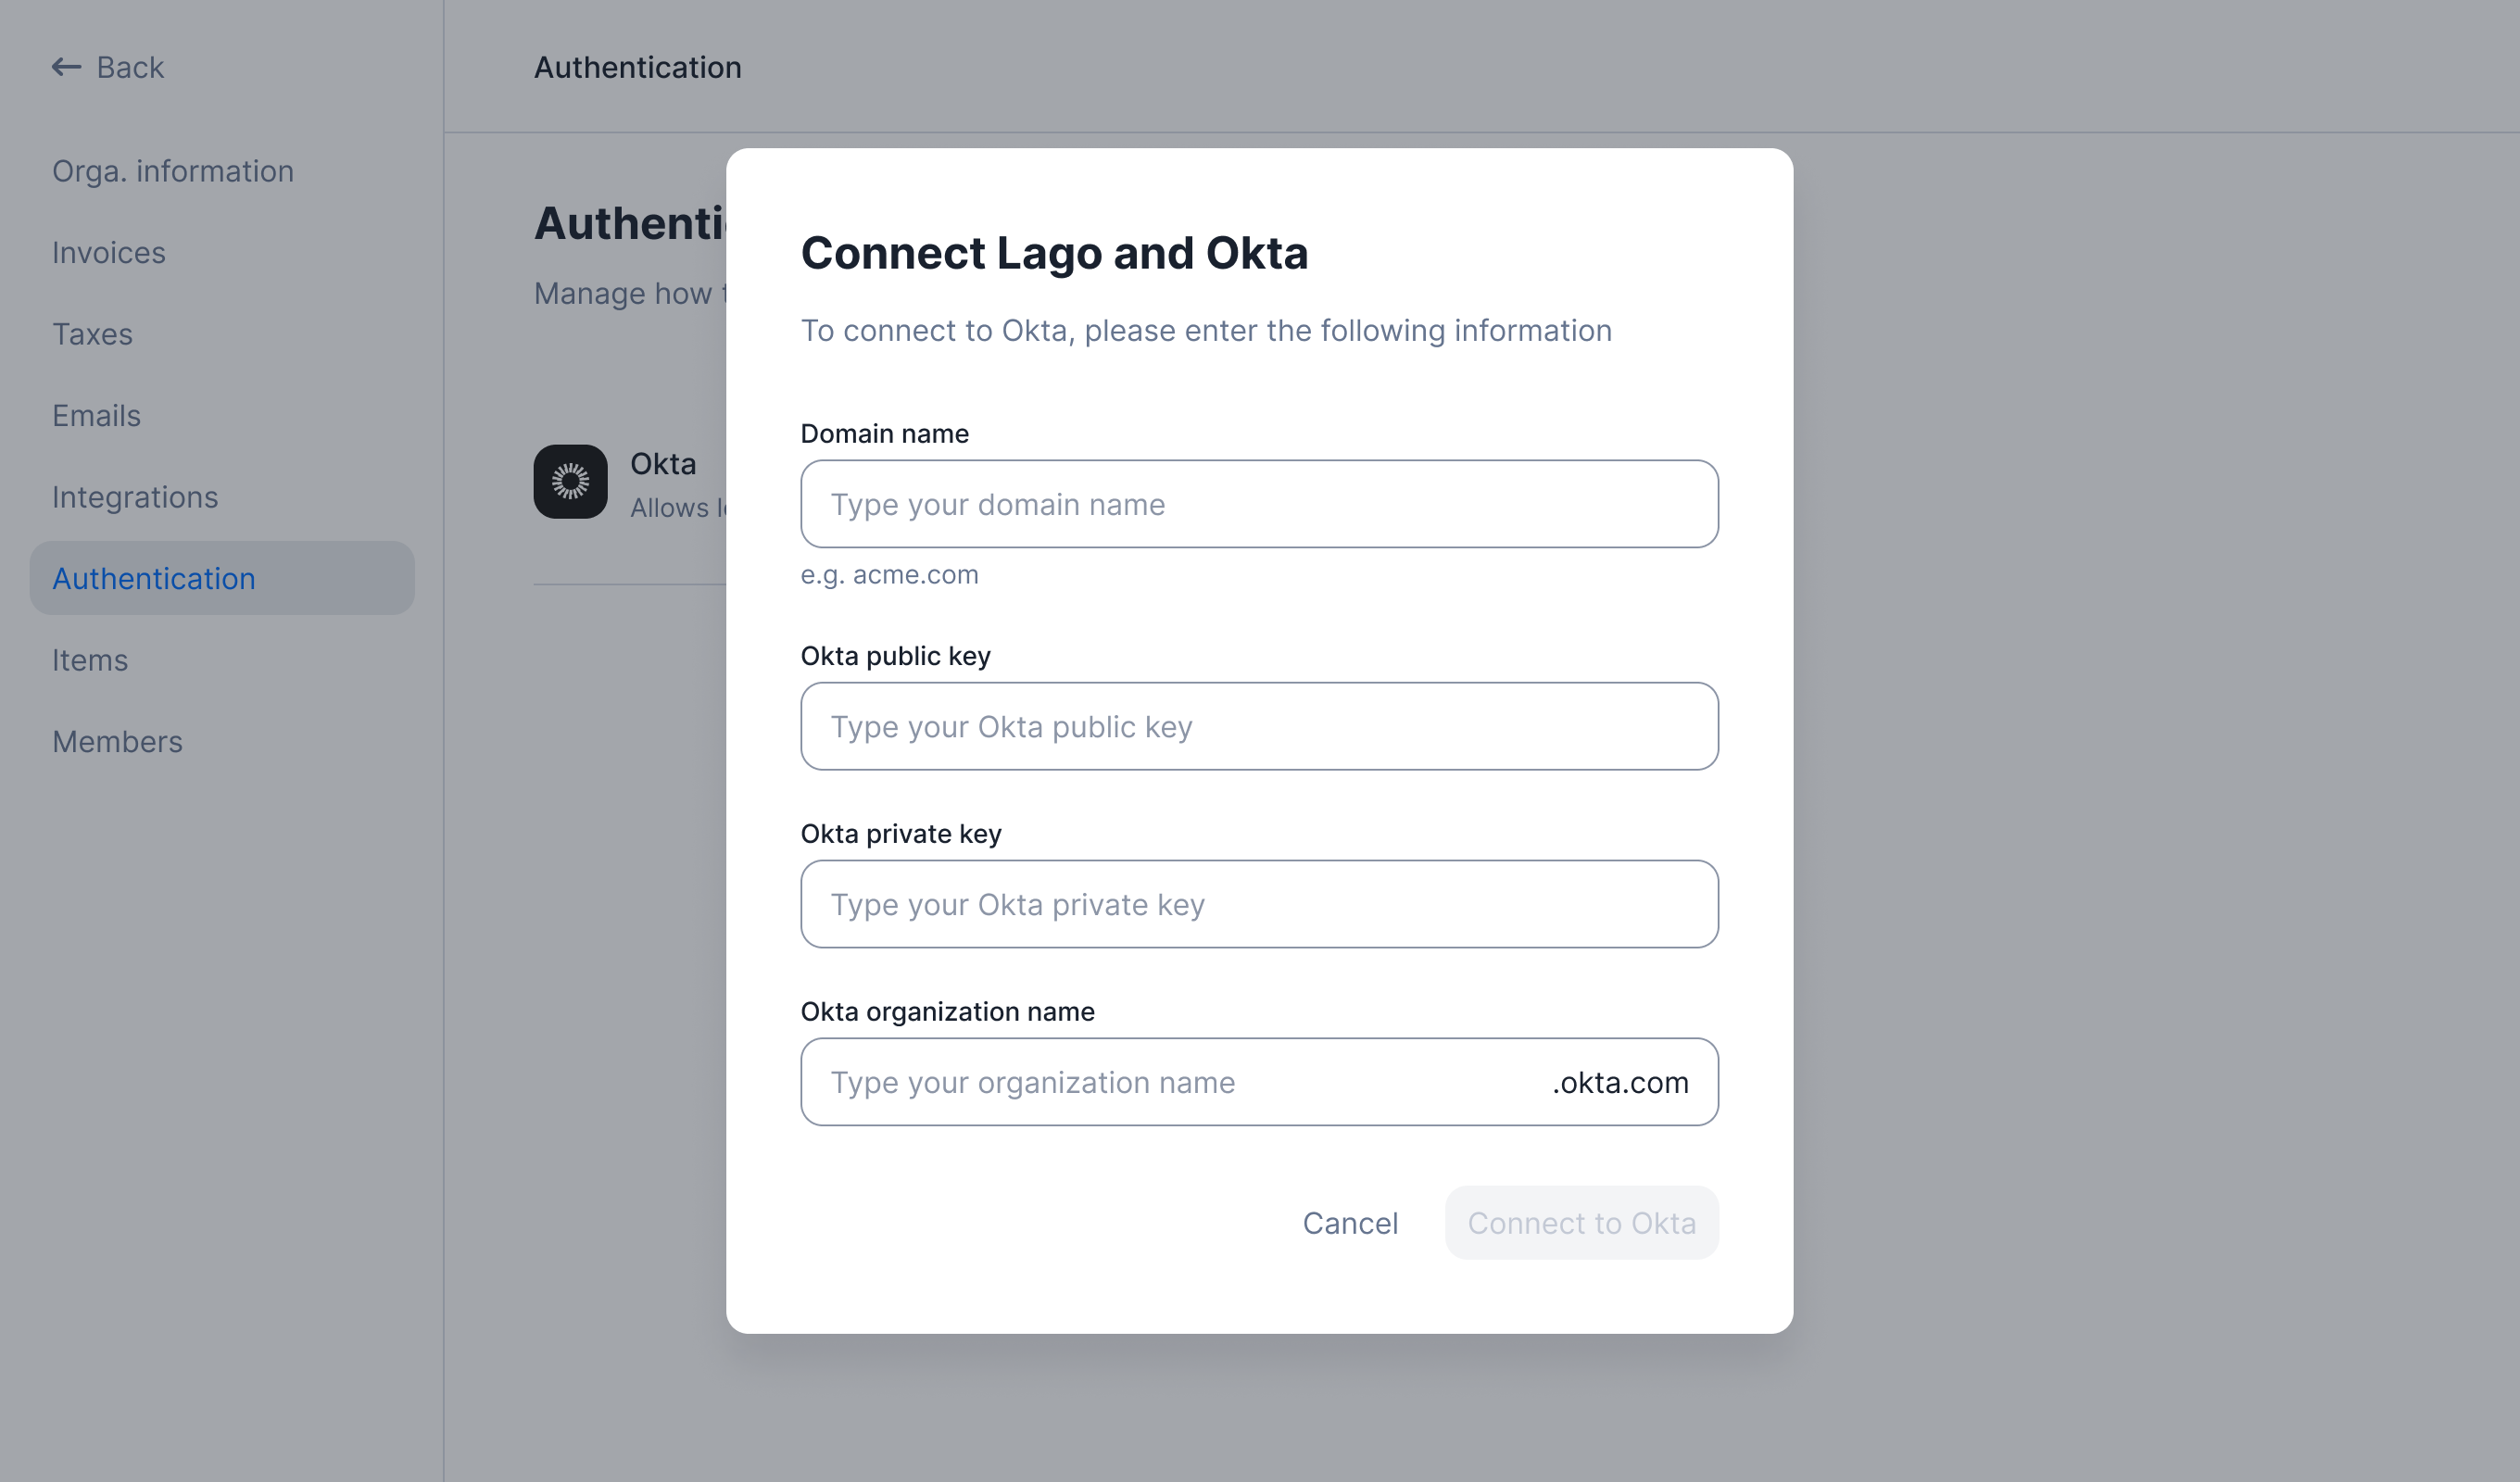 Back
Orga. information
Invoices
Taxes
Emails
Integrations
Authentication
Items
Members
Authentication
Authenti
Manage how
Okta
Allows
Connect Lago and Okta
To connect to Okta, please enter the following information
Domain name
Type your domain name
e.g. acme.com
Okta public key
Type your Okta public key
Okta private key
Type your Okta private key
Okta organization name
Type your organization name .okta.com
Cancel Connect to Okta